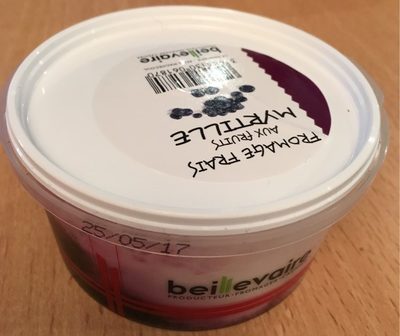 FROMAGE FRAIS
AUX FRUITS
MYRTILLE
beillevaire
25/05/17
beillevaire
PRODUCTEUR-FROMAGER